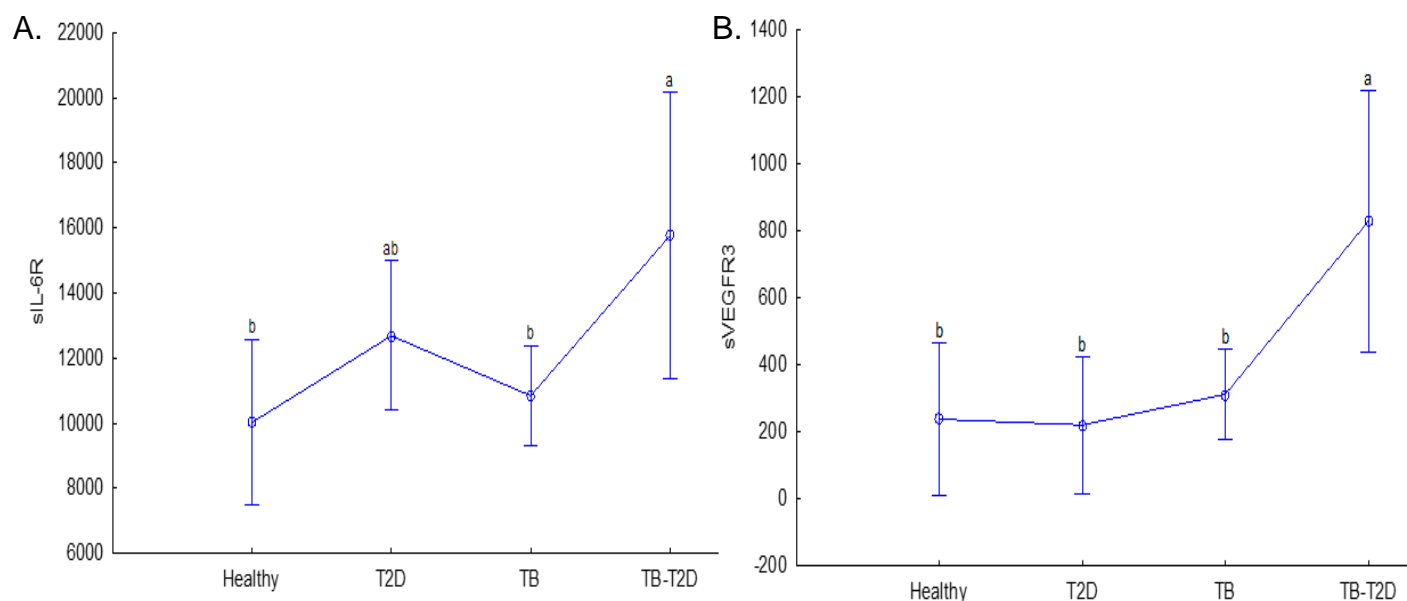 A.
sIL-6R
22000
20000
18000
16000
14000
12000
10000
8000
6000
b
ab
b
a
Healthy T2D TB TB-T2D
B.
sVEGFR3
1400
1200
1000
800
600
400
200
0
-200
b
b
b
a
Healthy T2D TB TB-T2D